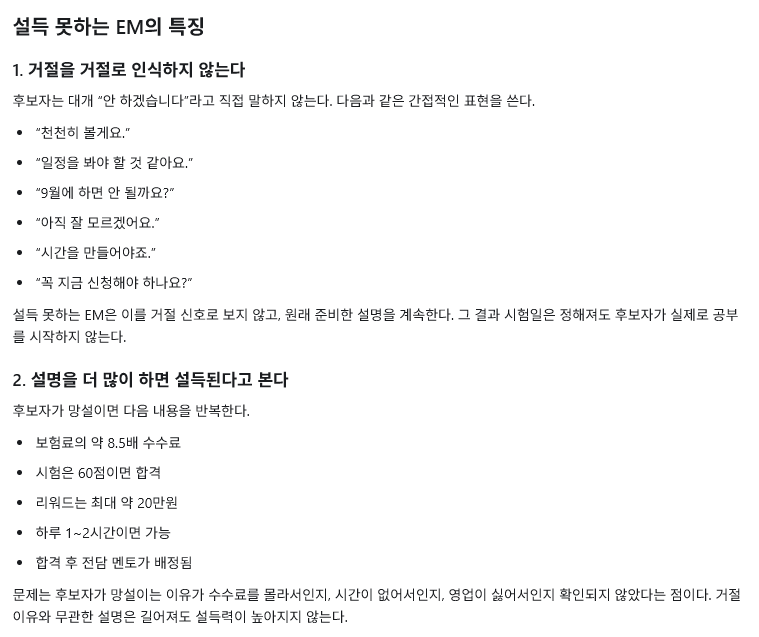 설득 못하는 EM의 특징
1. 거절을 거절로 인식하지 않는다
후보자는 대개 “안 하겠습니다”라고 직접 말하지 않는다. 다음과 같은 간접적인 표현을 쓴다.
• “천천히 볼게요.”
• “일정을 봐야 할 것 같아요.”
• “9월에 하면 안 될까요?”
• “아직 잘 모르겠어요.”
• “시간을 만들어야죠.”
• “꼭 지금 신청해야 하나요?”
설득 못하는 EM은 이를 거절 신호로 보지 않고, 원래 준비한 설명을 계속한다. 그 결과 시험일은 정해져도 후보자가 실제로 공부
를 시작하지 않는다.
2. 설명을 더 많이 하면 설득된다고 본다
후보자가 망설이면 다음 내용을 반복한다.
• 보험료의 약 8.5배 수수료
• 시험은 60점이면 합격
• 리워드는 최대 약 20만원
• 하루 1~2시간이면 가능
• 합격 후 전담 멘토가 배정됨
문제는 후보자가 망설이는 이유가 수수료를 몰라서인지, 시간이 없어서인지, 영업이 싫어서인지 확인되지 않았다는 점이다. 거절
이유와 무관한 설명은 길어져도 설득력이 높아지지 않는다.